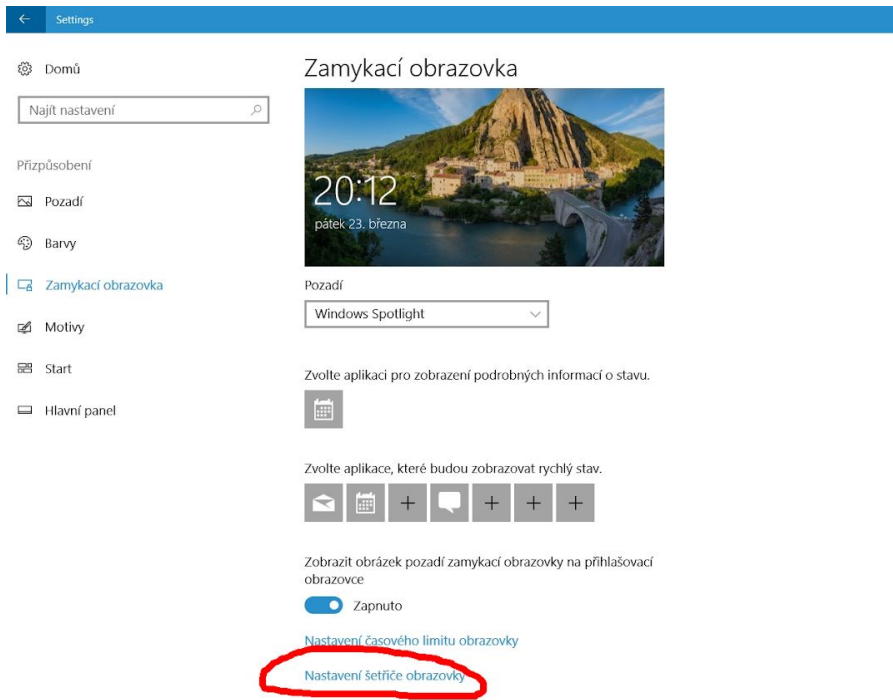 Settings
Domů
Najít nastavení
Přizpůsobení
Pozadí
Barvy
Zamykací obrazovka
Motivy
Start
Hlavní panel
Zamykací obrazovka
20:12
pátek 23. března
Pozadí
Windows Spotlight
Zvolte aplikaci pro zobrazení podrobných informací o stavu.
Zvolte aplikace, které budou zobrazovat rychlý stav.
Zobrazit obrázek pozadí zamykací obrazovky na přihlašovací
obrazovce
Zapnuto
Nastavení časového limitu obrazovky
Nastavení šetřiče obrazovky